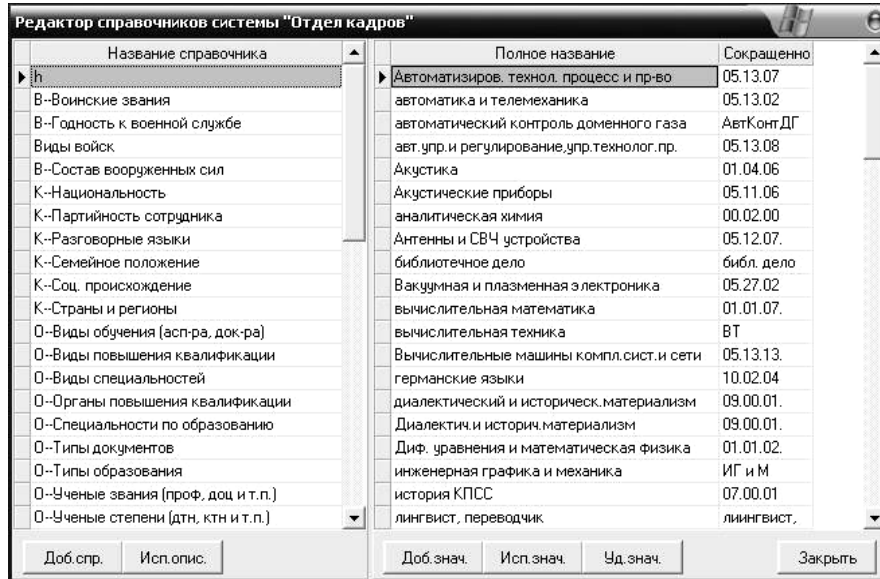 Редактор справочников системы "Отдел кадров"
Название справочника
h
В--Воинские звания
В--Годность к военной службе
Виды войск
В--Состав вооруженных сил
К--Национальность
К--Партийность сотрудника
К--Разговорные языки
К--Семейное положение
К--Соц. происхождение
К--Страны и регионы
О--Виды обучения (асп-ра, док-ра)
О--Виды повышения квалификации
О--Виды специальностей
О--Органы повышения квалификации
О--Специальности по образованию
О--Типы документов
О--Типы образования
О--Ученые звания (проф, доц и т.п.)
О--Ученые степени (дтн, ктн и т.п.)
Доб.спр. Исп.опис.
Полное название Сокращенно
Автоматизиров. технол. процесс и пр-во 05.13.07
автоматика и телемеханика 05.13.02
автоматический контроль доменного газа АвтКонтДГ
авт.упр.и регулирование,упр.технолог.пр. 05.13.08
Акустика 01.04.06
Акустические приборы 05.11.06
аналитическая химия 00.02.00
Антенны и СВЧ устройства 05.12.07.
библиотечное дело библ. дело
Вакуумная и плазменная электроника 05.27.02
вычислительная математика 01.01.07.
вычислительная техника ВТ
Вычислительные машины компл.сист.и сети 05.13.13.
германские языки 10.02.04
диалектический и историческ.материализм 09.00.01.
Диалектич.и историч.материализм 09.00.01.
Диф. уравнения и математическая физика 01.01.02.
инженерная графика и механика ИГ и М
история КПСС 07.00.01
лингвист, переводчик лиингвист,
Доб.знач. Исп.знач. Уд.знач. Закрыть